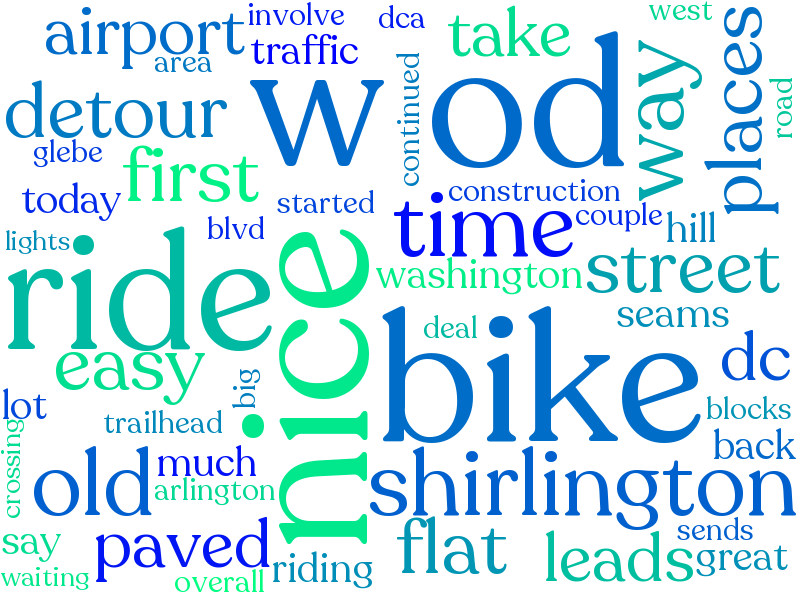 involve
dca
west
airport
traffic
take
area
w
od
continued
way
places
road
detour
glebe
first
today
started
construction
time
couple
blvd
hill
lights
ride
nice
washington
street
seams
easy
deal
bike
dc
big
lot
trailhead
blocks
crossing
back
old
much
arlington
shirlington
say
paved
riding
flat
sends
leads
great
waiting
overall